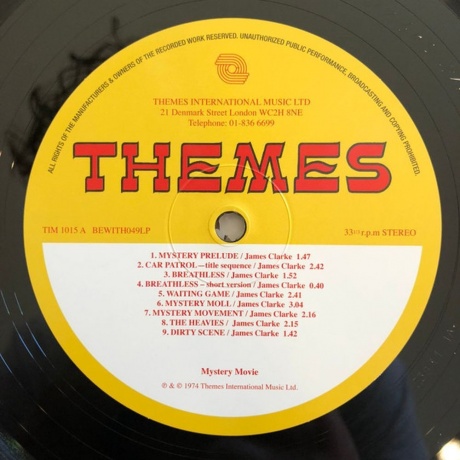 ALL RIGHTS OF THE MANUFACTURERS & OWNERS OF THE RECORDED WORK RESERVED. UNAUTHORIZED PUBLIC PERFORMANCE, BROADCASTING AND COPYING PROHIBITED.
THEMES INTERNATIONAL MUSIC LTD
21 Denmark Street London WC2H 8NE
Telephone: 01-836 6699
THEMES
TIM 1015 A BEWITH049LP
33⅓ r.p.m STEREO
1. MYSTERY PRELUDE / James Clarke 1.47
2. CAR PATROL—title sequence / James Clarke 2.42
3. BREATHLESS / James Clarke 1.52
4. BREATHLESS—short version / James Clarke 0.40
5. WAITING GAME / James Clarke 2.41
6. MYSTERY MOLL / James Clarke 3.04
7. MYSTERY MOVEMENT / James Clarke 2.16
8. THE HEAVIES / James Clarke 2.15
9. DIRTY SCENE / James Clarke 1.42
Mystery Movie
℗ & © 1974 Themes International Music Ltd.